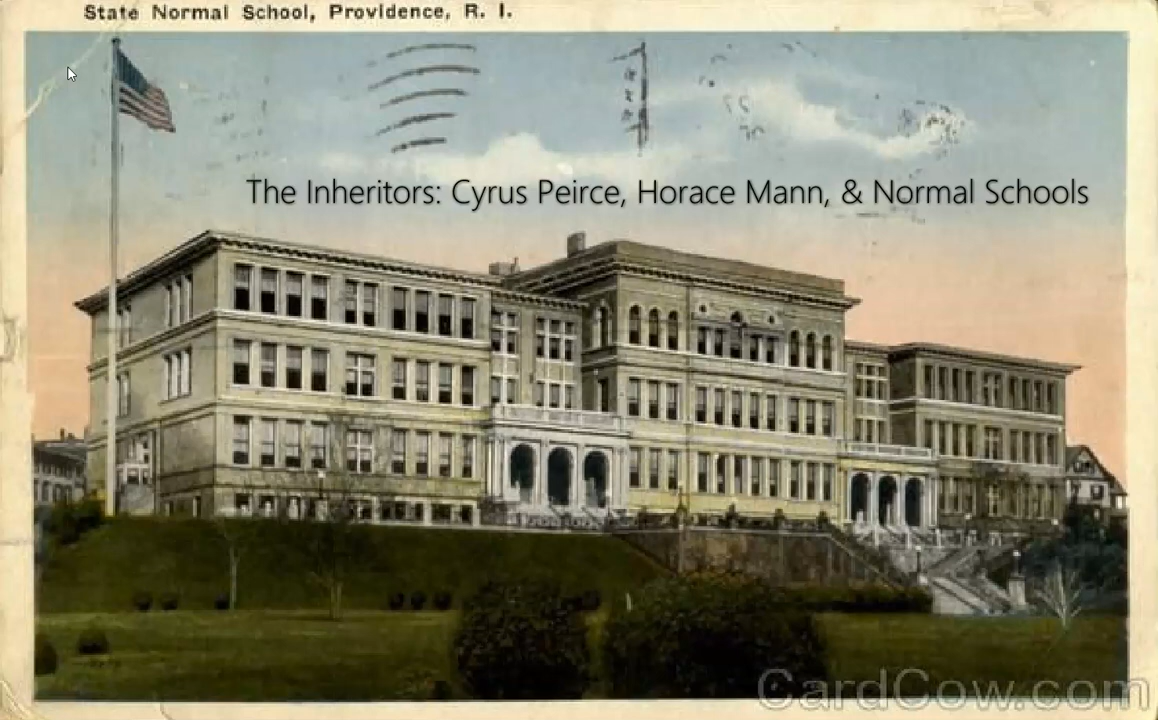 State Normal School, Providence, R. I.
The Inheritors: Cyrus Peirce, Horace Mann, & Normal Schools
CardCow.com